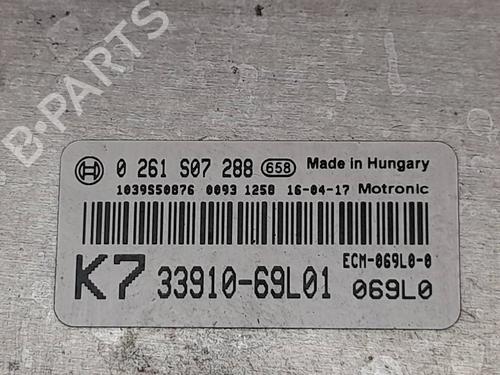 B-PARTS
0 261 S07 288 658 Made in Hungary
1039S50876 0093 1258 16-04-17 Motronic
ECM-069L0-0
K7 33910-69L01 069L0